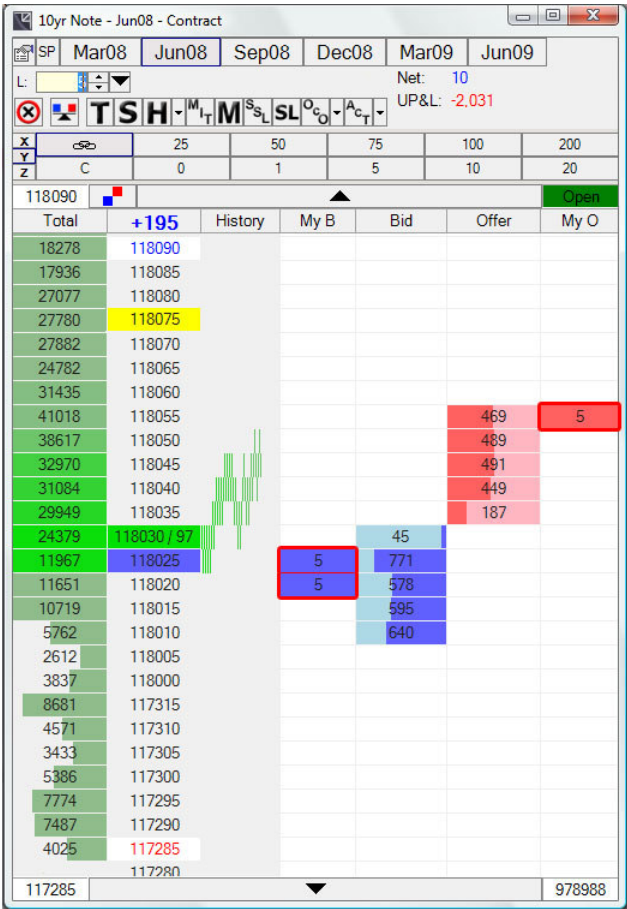 10yr Note - Jun08 - Contract
SP Mar08 Jun08 Sep08 Dec08 Mar09 Jun09
L: Net: 10
UP&L: -2,031
T S H MIT M SSL SL OCO ACT
X 25 50 75 100 200
Y
Z C 0 1 5 10 20
118090 Open
Total +195 History My B Bid Offer My O
18278 118090
17936 118085
27077 118080
27780 118075
27882 118070
24782 118065
31435 118060
41018 118055 469 5
38617 118050 489
32970 118045 491
31084 118040 449
29949 118035 187
24379 118030 / 97 45
11967 118025 5 771
11651 118020 5 578
10719 118015 595
5762 118010 640
2612 118005
3837 118000
8681 117315
4571 117310
3433 117305
5386 117300
7774 117295
7487 117290
4025 117285
117280
117285 978988